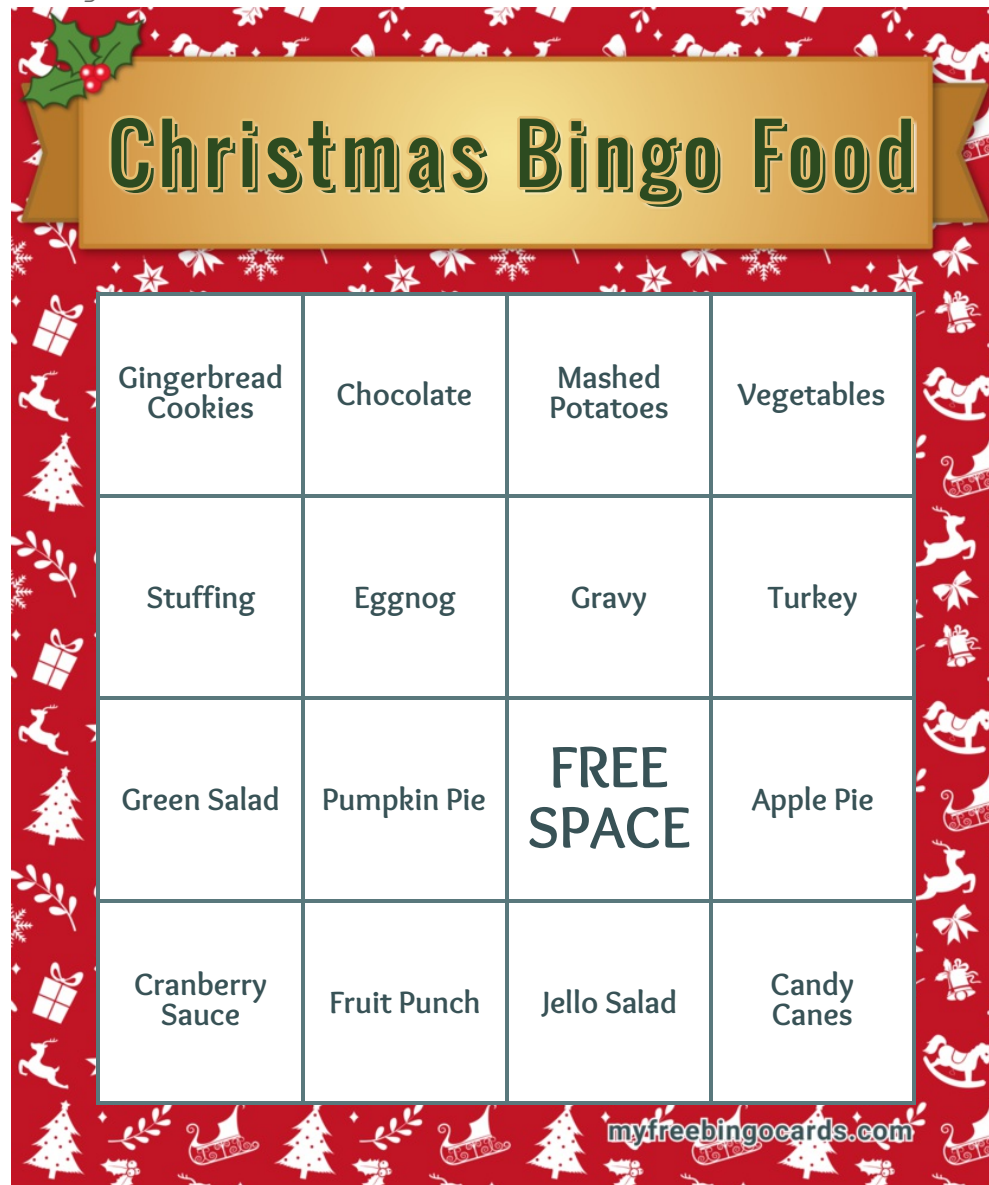 Christmas Bingo Food
Gingerbread
Cookies
Chocolate
Mashed
Potatoes
Vegetables
Stuffing
Eggnog
Gravy
Turkey
Green Salad
Pumpkin Pie
FREE
SPACE
Apple Pie
Cranberry
Sauce
Fruit Punch
Jello Salad
Candy
Canes
myfreebingocards.com